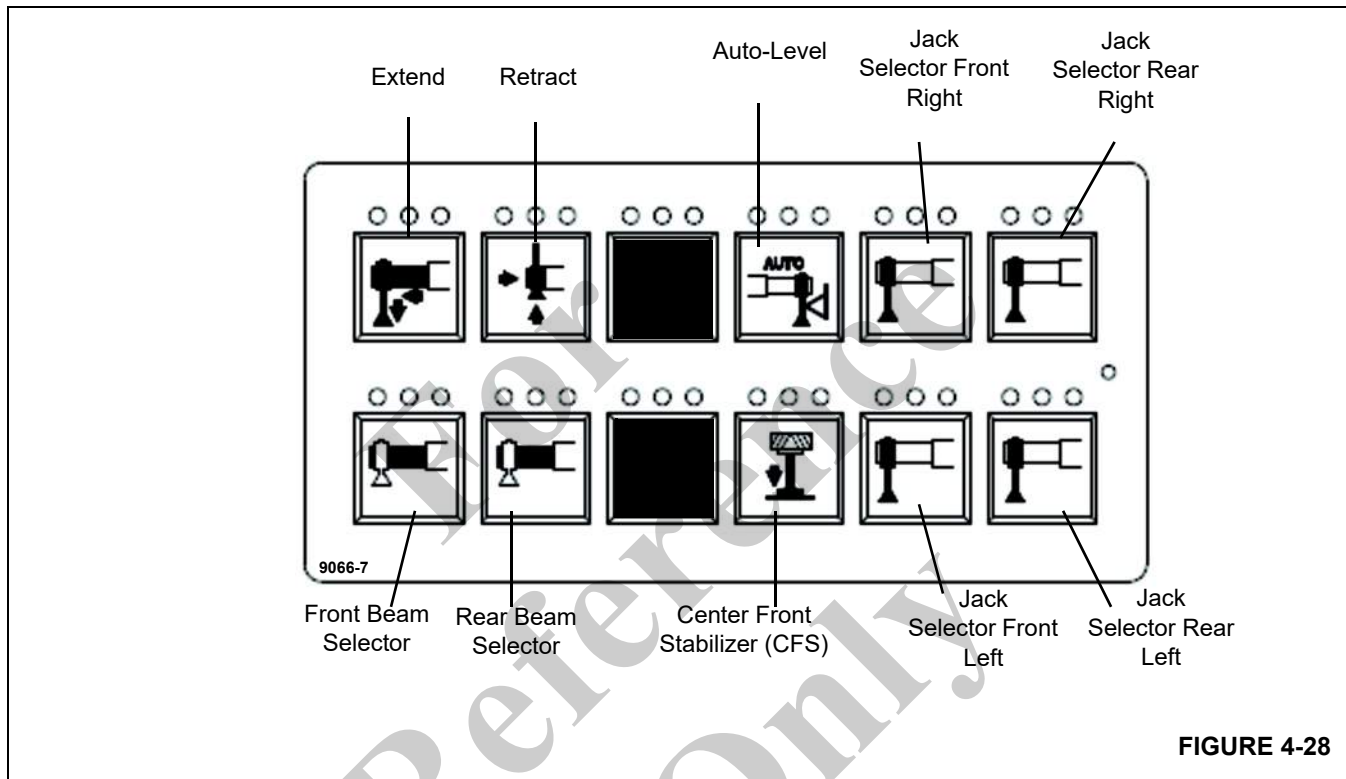 Extend
Retract
Auto-Level
Jack
Selector Front
Right
Jack
Selector Rear
Right
AUTO
9066-7
Front Beam
Selector
Rear Beam
Selector
Center Front
Stabilizer (CFS)
Jack
Selector Front
Left
Jack
Selector Rear
Left
For
Reference
Only
FIGURE 4-28